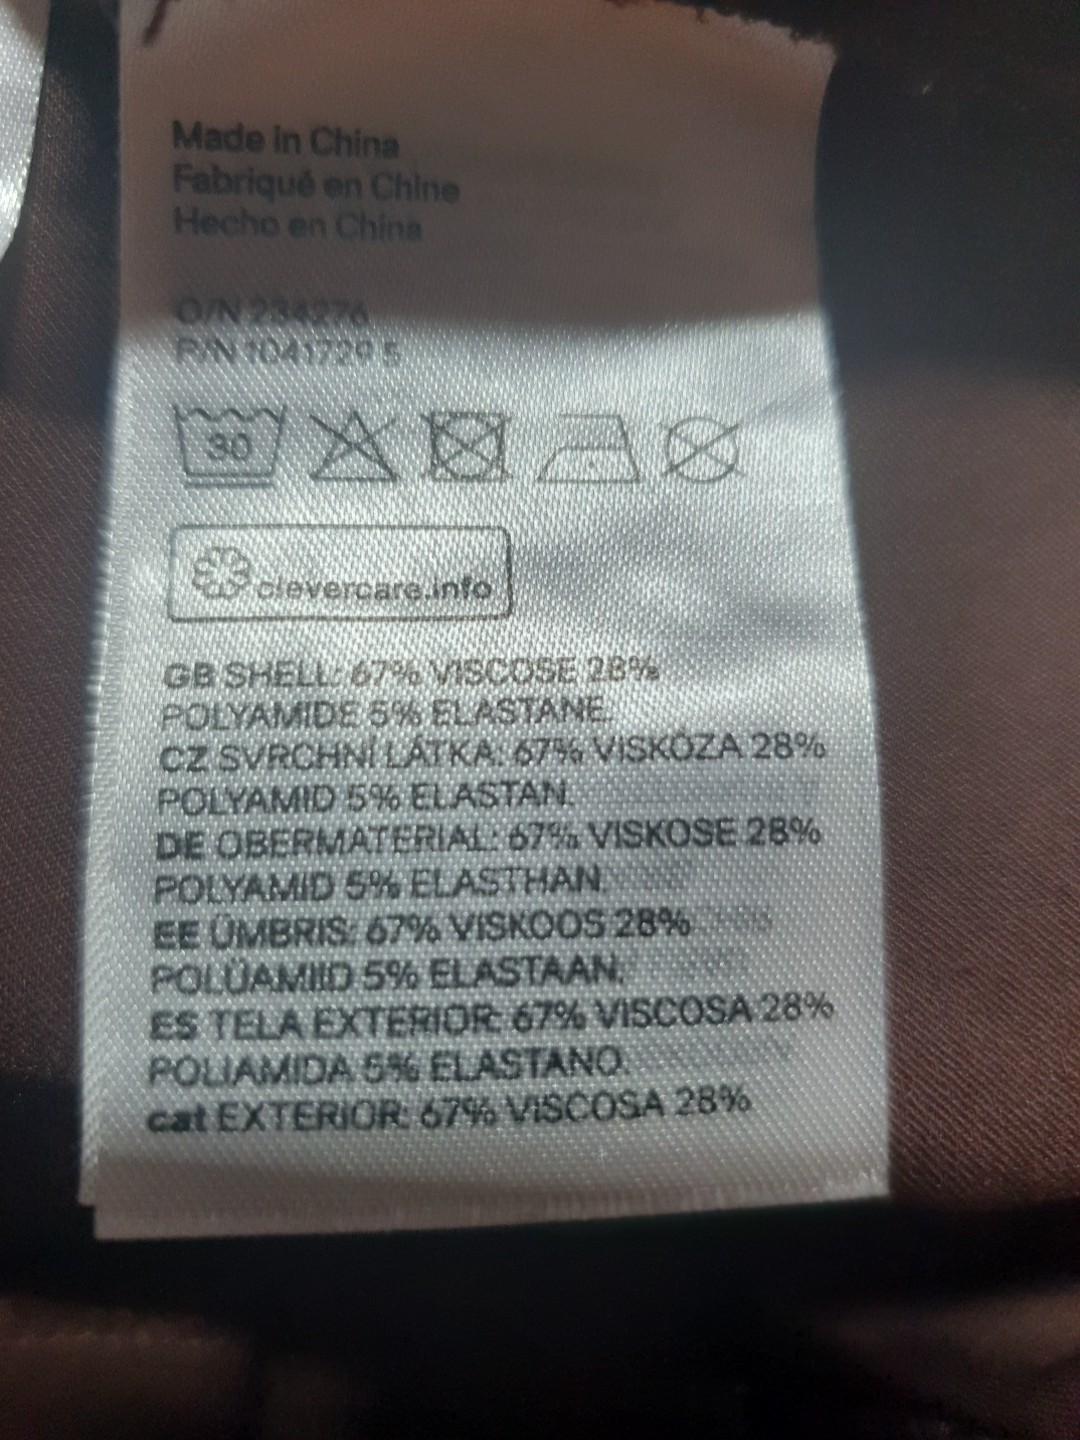 Made in China
Fabriqué en Chine
Hecho en China
O/N 234276
P/N 1041729 5
30
clevercare.info
GB SHELL: 67% VISCOSE 28%
POLYAMIDE 5% ELASTANE.
CZ SVRCHNÍ LÁTKA: 67% VISKÓZA 28%
POLYAMID 5% ELASTAN.
DE OBERMATERIAL: 67% VISKOSE 28%
POLYAMID 5% ELASTHAN.
EE ÜMBRIS: 67% VISKOOS 28%
POLÜAMIID 5% ELASTAAN.
ES TELA EXTERIOR: 67% VISCOSA 28%
POLIAMIDA 5% ELASTANO.
cat EXTERIOR: 67% VISCOSA 28%